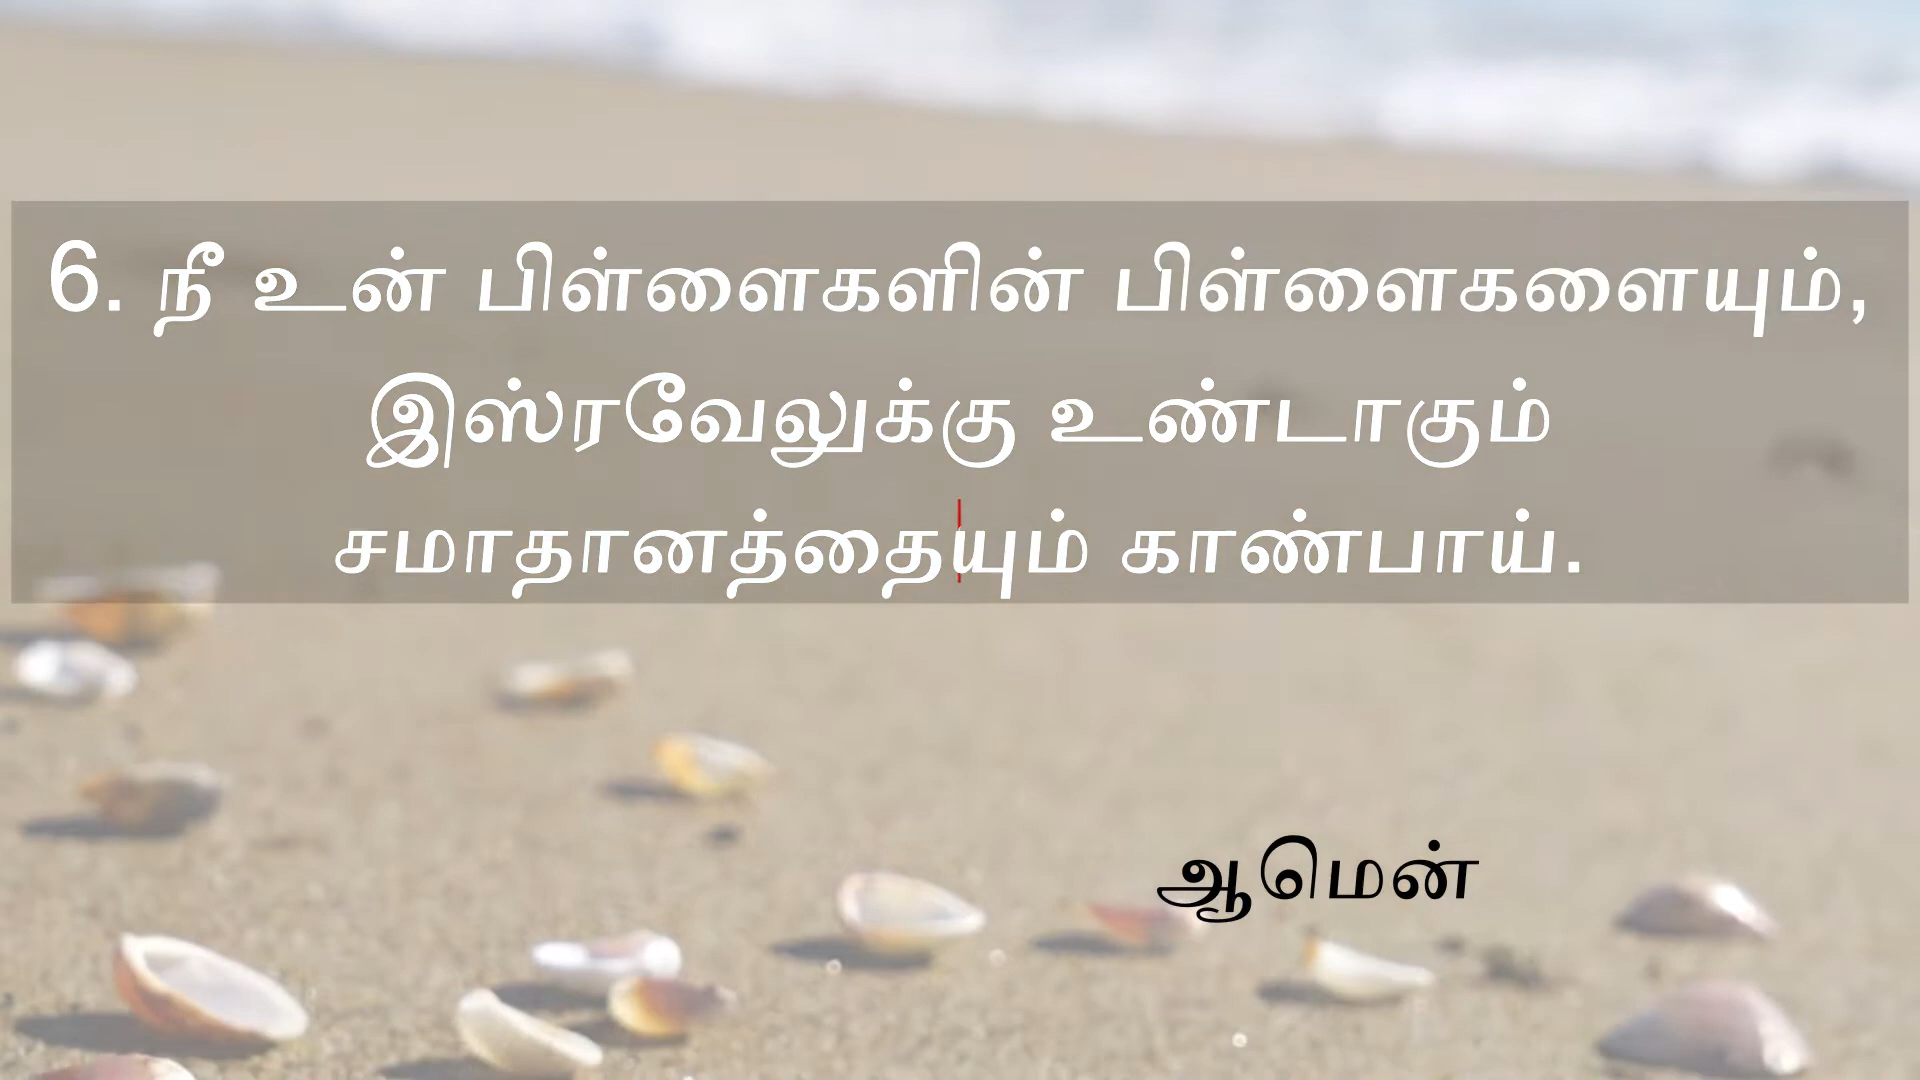 6. நீ உன் பிள்ளைகளின் பிள்ளைகளையும்,
இஸ்ரவேலுக்கு உண்டாகும்
சமாதானத்தையும் காண்பாய்.
ஆமென்